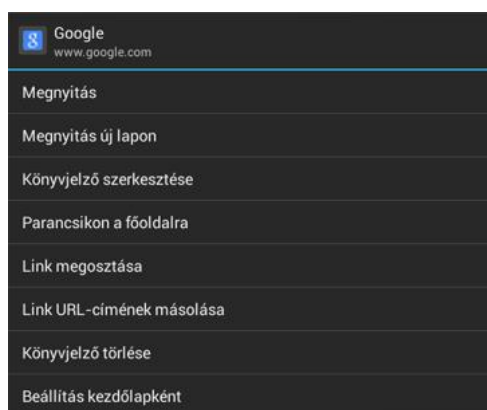 Google
www.google.com
Megnyitás
Megnyitás új lapon
Könyvjelző szerkesztése
Parancsikon a főoldalra
Link megosztása
Link URL-címének másolása
Könyvjelző törlése
Beállítás kezdőlapként